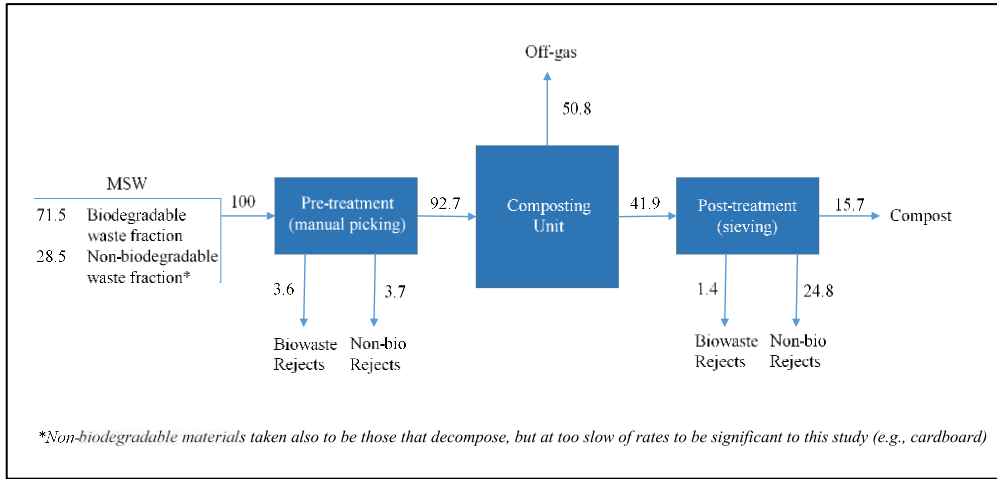 Off-gas
50.8
MSW
71.5 Biodegradable
waste fraction
28.5 Non-biodegradable
waste fraction*
100
Pre-treatment
(manual picking)
92.7
Composting
Unit
41.9
Post-treatment
(sieving)
15.7
Compost
3.6
3.7
Biowaste
Rejects
Non-bio
Rejects
1.4
24.8
Biowaste
Rejects
Non-bio
Rejects
*Non-biodegradable materials taken also to be those that decompose, but at too slow of rates to be significant to this study (e.g., cardboard)